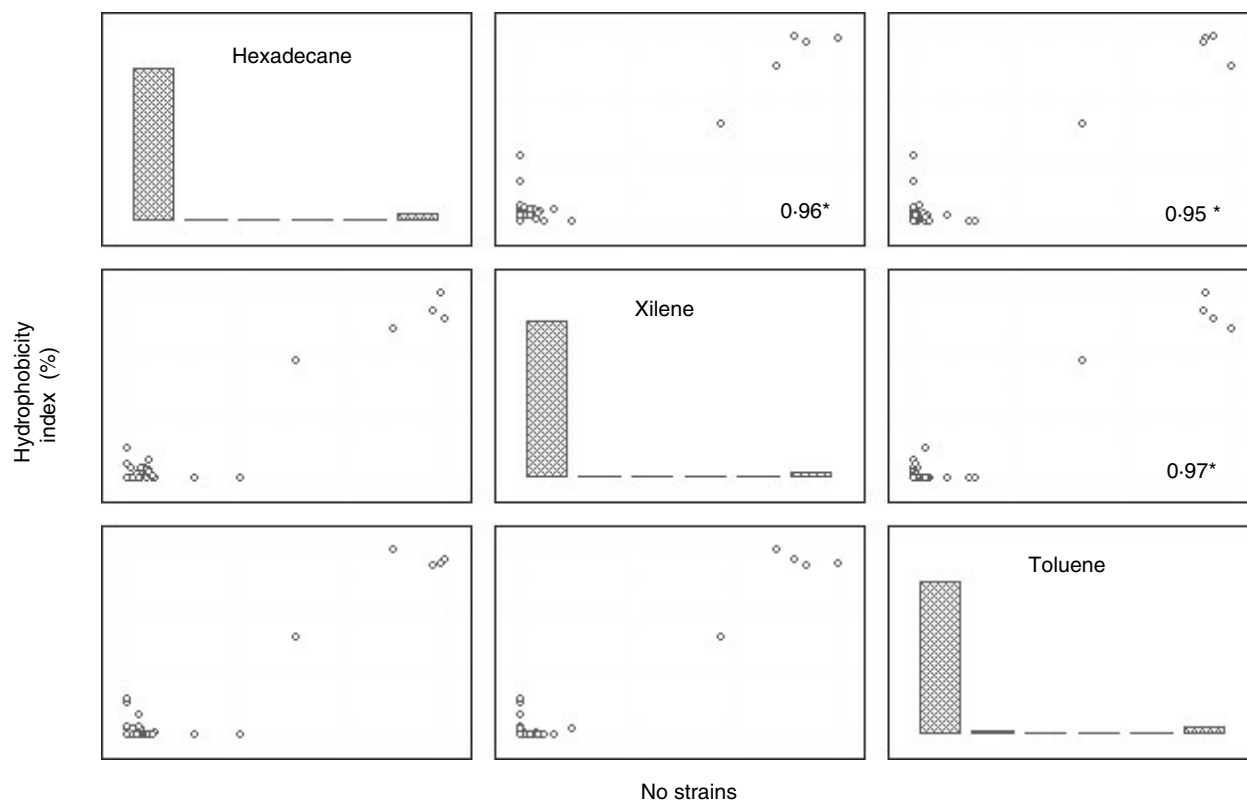 Hexadecane
0·96*
0·95 *
Xilene
0·97*
Toluene
Hydrophobicity
index (%)
No strains